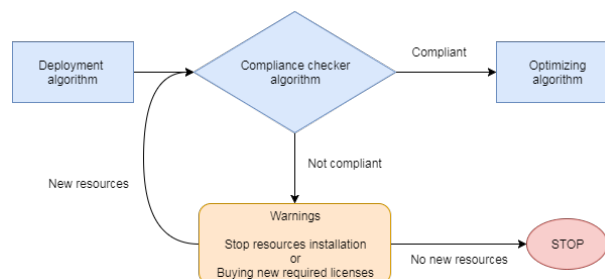 Deployment
algorithm
Compliance checker
algorithm
Compliant
Optimizing
algorithm
Not compliant
New resources
Warnings
Stop resources installation
or
Buying new required licenses
No new resources
STOP